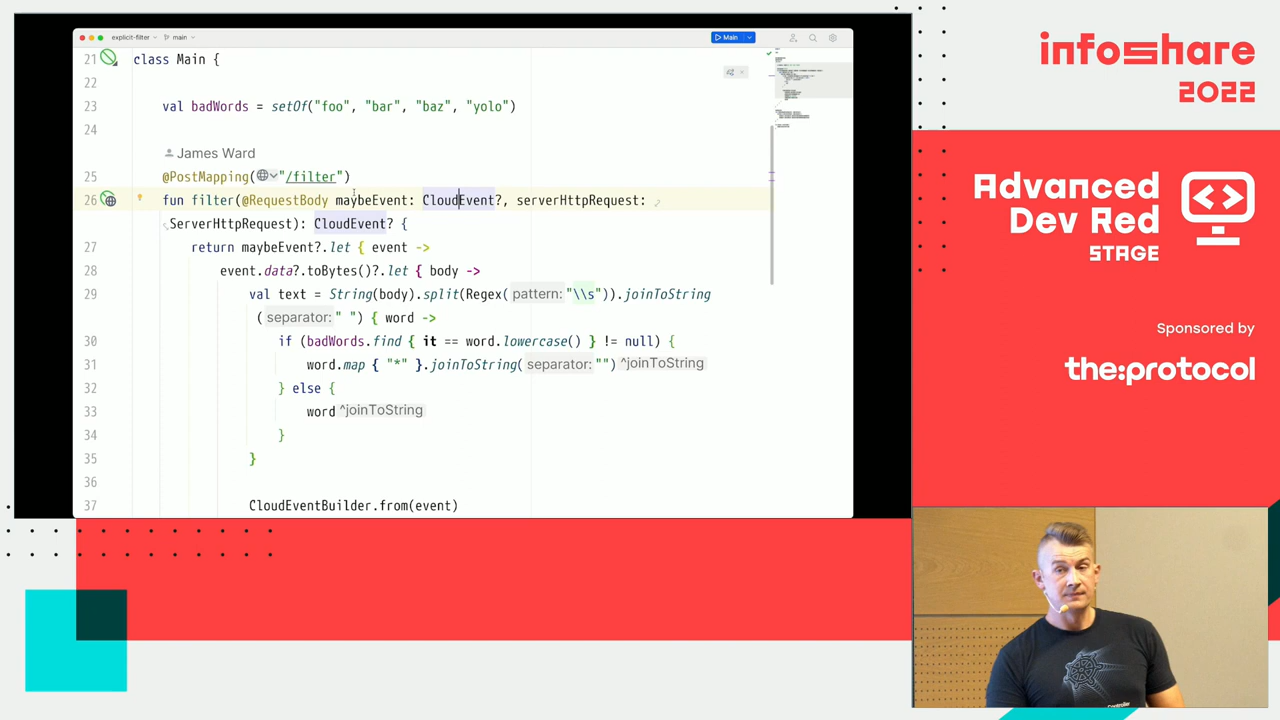 explicit-filter
main
Main
21 class Main {
22
23 val badWords = setOf("foo", "bar", "baz", "yolo")
24
James Ward
25 @PostMapping("/filter")
26 fun filter(@RequestBody maybeEvent: CloudEvent?, serverHttpRequest:
ServerHttpRequest): CloudEvent? {
27 return maybeEvent?.let { event ->
28 event.data?.toBytes()?.let { body ->
29 val text = String(body).split(Regex( pattern: "\\s")).joinToString
( separator: " ") { word ->
30 if (badWords.find { it == word.lowercase() } != null) {
31 word.map { "*" }.joinToString( separator: "") ^joinToString
32 } else {
33 word ^joinToString
34 }
35 }
36
37 CloudEventBuilder.from(event)
infoshare
2022
Advanced
Dev Red
STAGE
Sponsored by
the:protocol